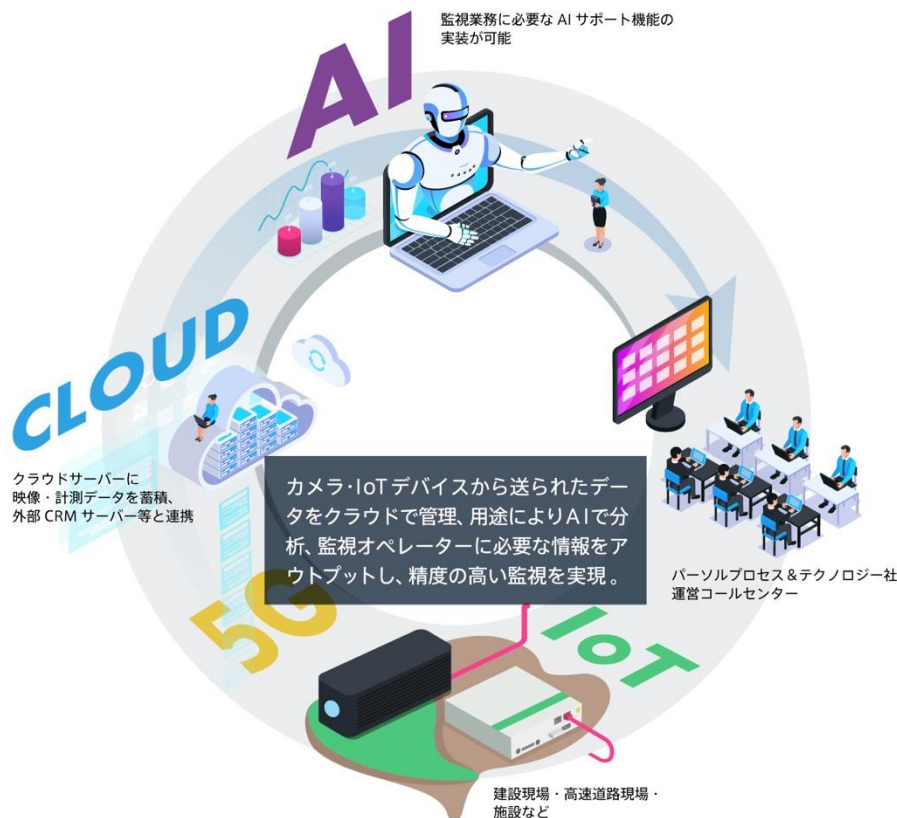 監視業務に必要な AI サポート機能の
実装が可能
AI
CLOUD
クラウドサーバーに
映像・計測データを蓄積、
外部 CRM サーバー等と連携
カメラ・IoTデバイスから送られたデー
タをクラウドで管理、用途によりAIで分
析、監視オペレーターに必要な情報をア
ウトプットし、精度の高い監視を実現。
パーソルプロセス&テクノロジー社
運営コールセンター
5G
IoT
建設現場・高速道路現場・
施設など